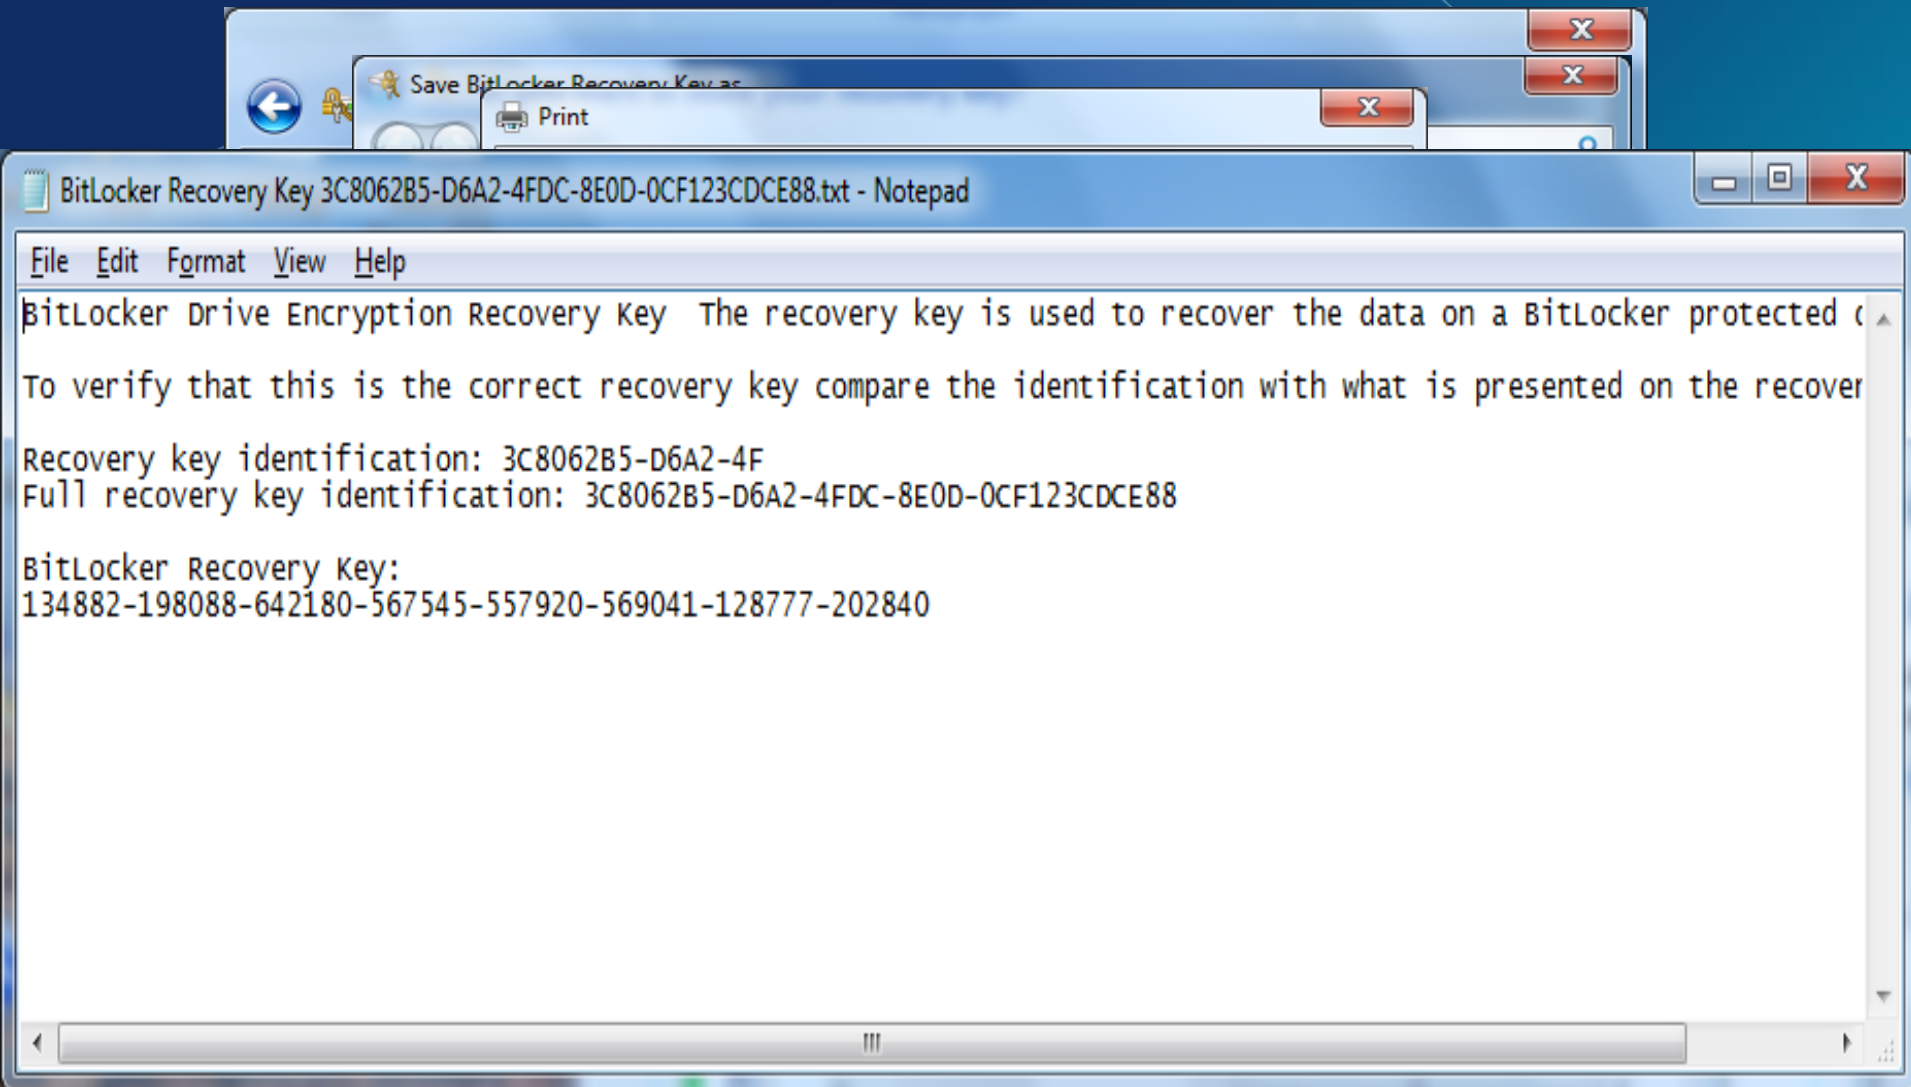 Save BitLocker Recovery Key as
Print
BitLocker Recovery Key 3C8062B5-D6A2-4FDC-8E0D-0CF123CDCE88.txt - Notepad
File Edit Format View Help
BitLocker Drive Encryption Recovery Key  The recovery key is used to recover the data on a BitLocker protected
To verify that this is the correct recovery key compare the identification with what is presented on the recover
Recovery key identification: 3C8062B5-D6A2-4F
Full recovery key identification: 3C8062B5-D6A2-4FDC-8E0D-0CF123CDCE88
BitLocker Recovery Key:
134882-198088-642180-567545-557920-569041-128777-202840